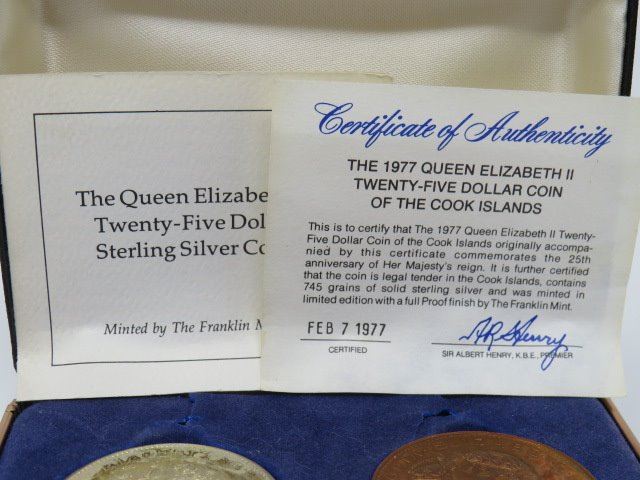 The Queen Elizabe
Twenty-Five Dol
Sterling Silver Co
Minted by The Franklin M
Certificate of Authenticity
THE 1977 QUEEN ELIZABETH II
TWENTY-FIVE DOLLAR COIN
OF THE COOK ISLANDS
This is to certify that The 1977 Queen Elizabeth II Twenty-
Five Dollar Coin of the Cook Islands originally accompa-
nied by this certificate commemorates the 25th
anniversary of Her Majesty's reign. It is further certified
that the coin is legal tender in the Cook Islands, contains
745 grains of solid sterling silver and was minted in
limited edition with a full Proof finish by The Franklin Mint.
FEB 7 1977
CERTIFIED
SIR ALBERT HENRY, K.B.E., PREMIER